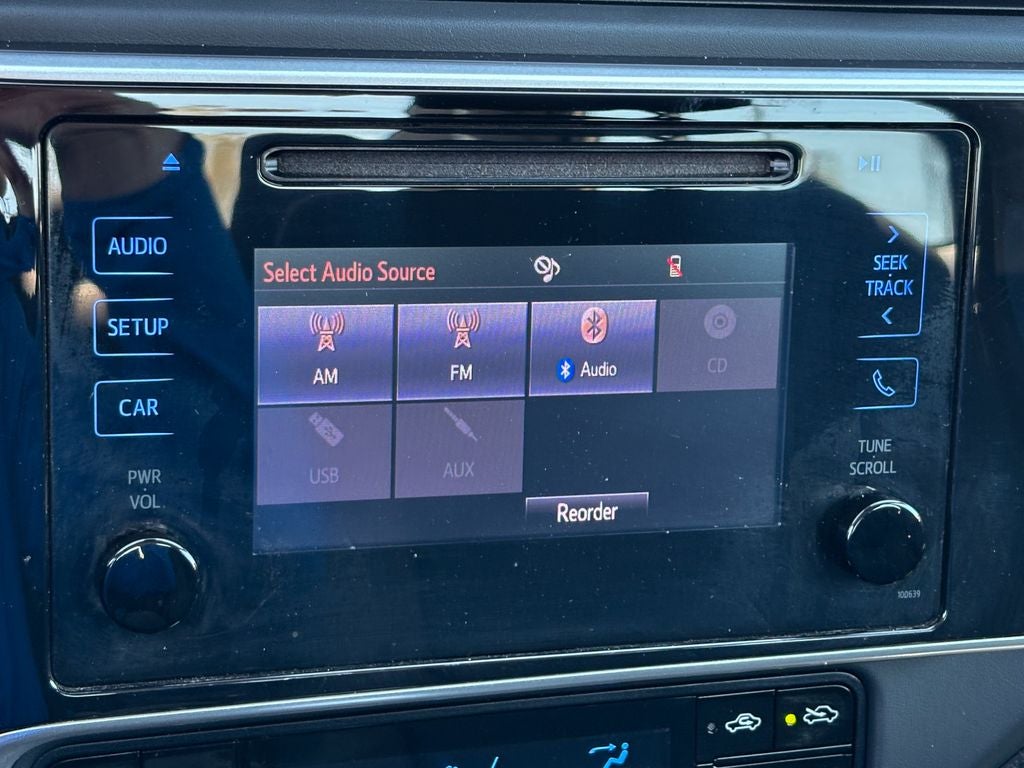 AUDIO
SETUP
CAR
PWR
VOL
Select Audio Source
AM
FM
Audio
CD
USB
AUX
Reorder
SEEK
TRACK
TUNE
SCROLL
100639